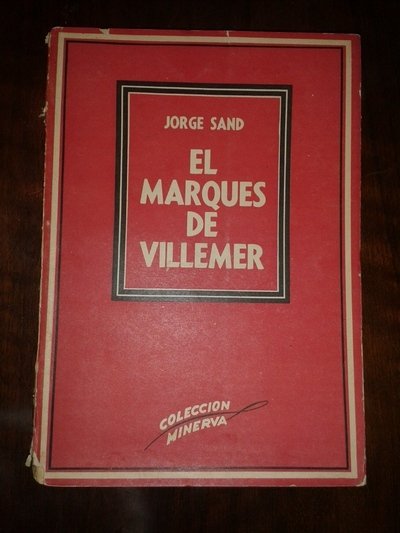 JORGE SAND
EL
MARQUES
DE
VILLEMER
COLECCION
MINERVA